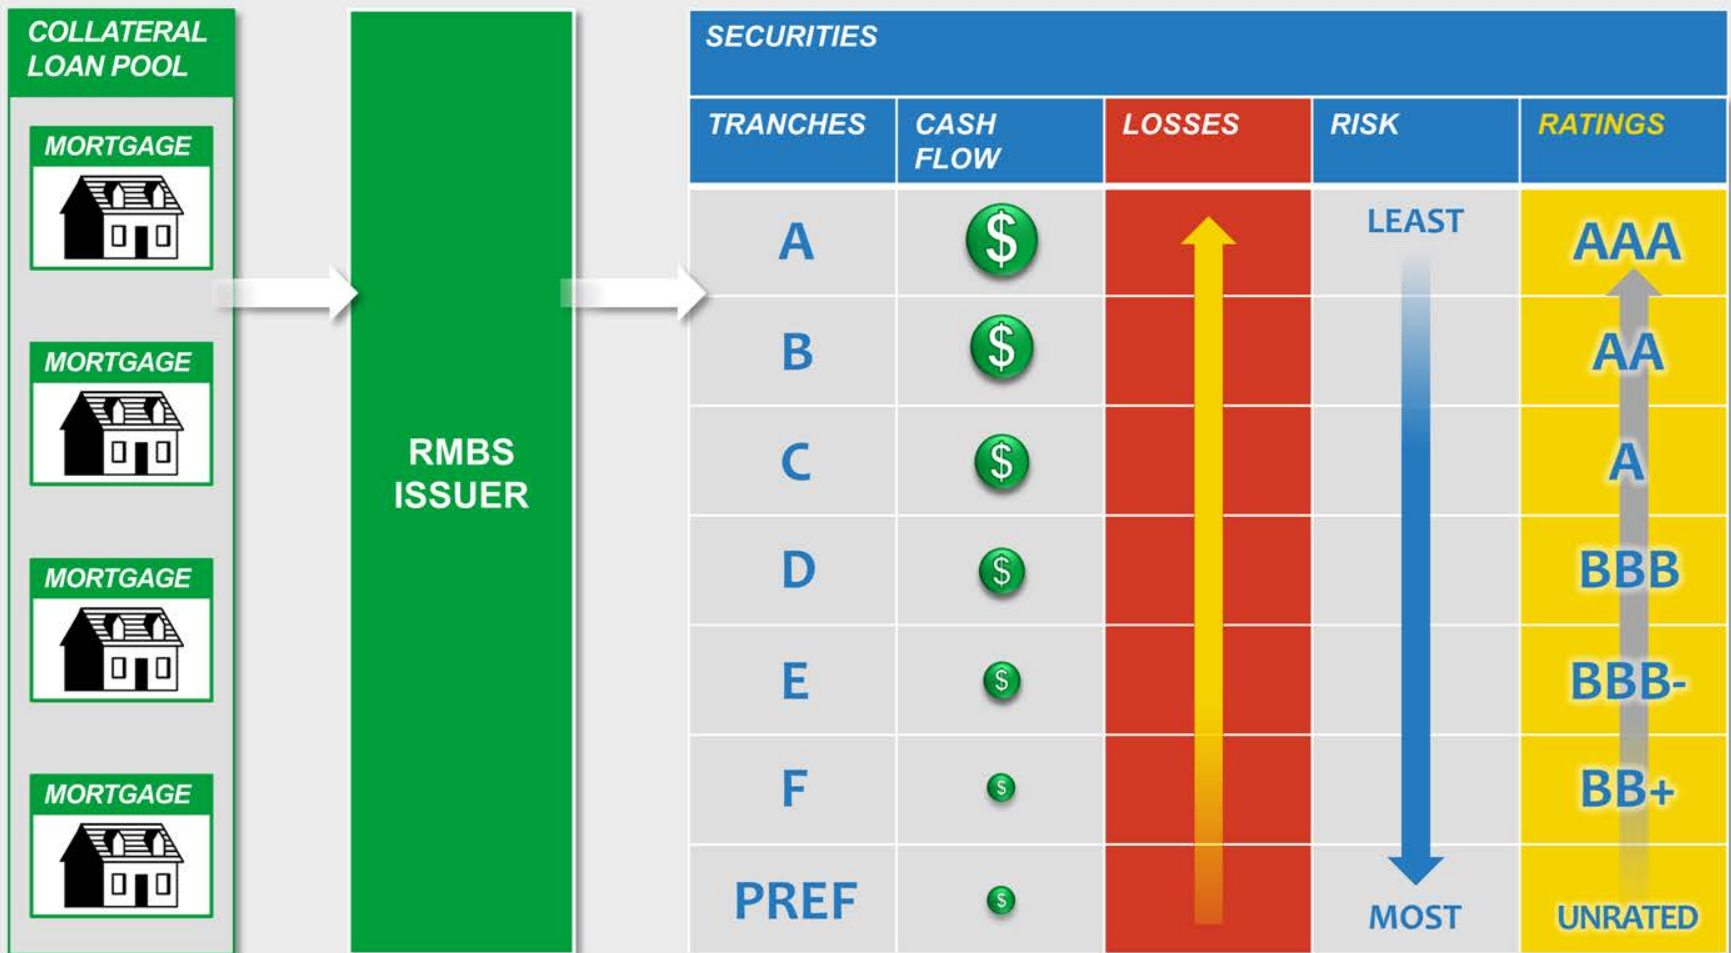 COLLATERAL
LOAN POOL
MORTGAGE
MORTGAGE
MORTGAGE
MORTGAGE
RMBS
ISSUER
SECURITIES
TRANCHES
CASH
FLOW
LOSSES
RISK
RATINGS
A
$
LEAST
AAA
B
$
AA
C
$
A
D
$
BBB
E
$
BBB-
F
$
BB+
PREF
$
MOST
UNRATED